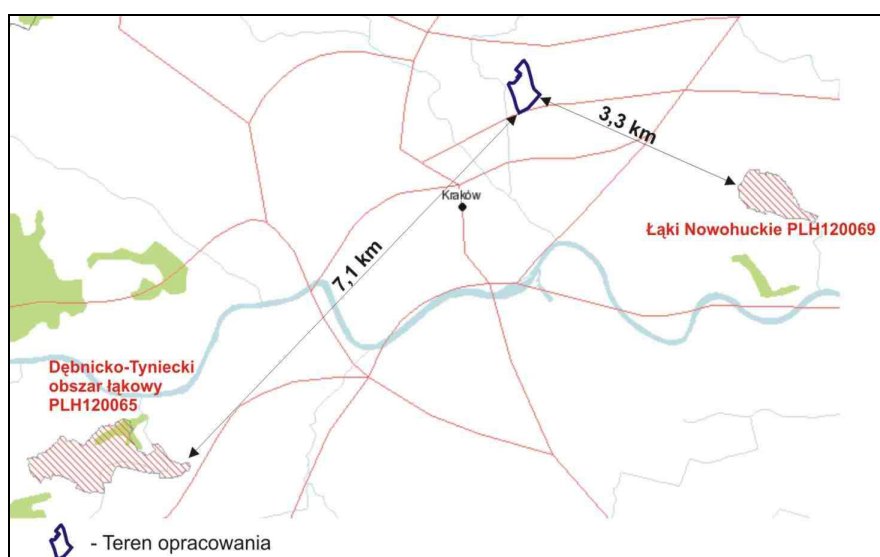 3,3 km
Kraków
Łąki Nowohuckie PLH120069
7,1 km
Dębnicko-Tyniecki
obszar łąkowy
PLH120065
- Teren opracowania